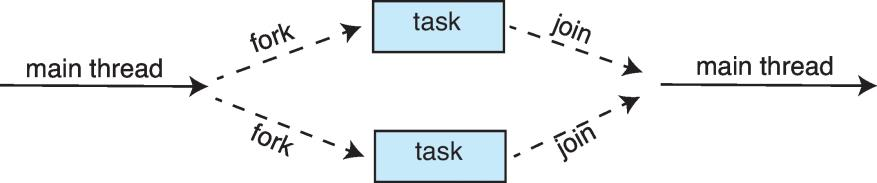 main thread
fork
task
join
fork
task
join
main thread